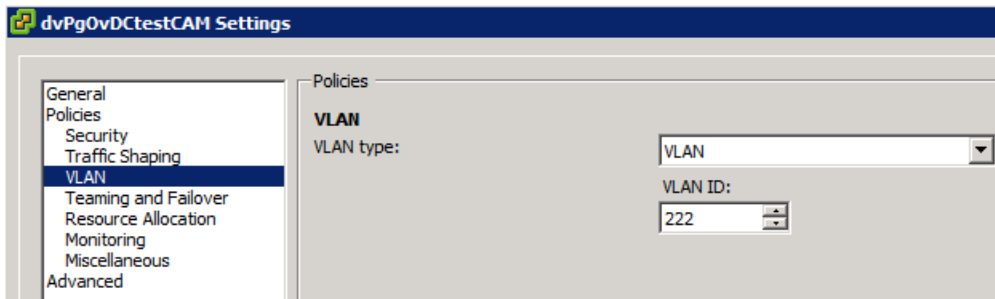 dvPgOvDCtestCAM Settings
General
Policies
Security
Traffic Shaping
VLAN
Teaming and Failover
Resource Allocation
Monitoring
Miscellaneous
Advanced
Policies
VLAN
VLAN type:
VLAN
VLAN ID:
222